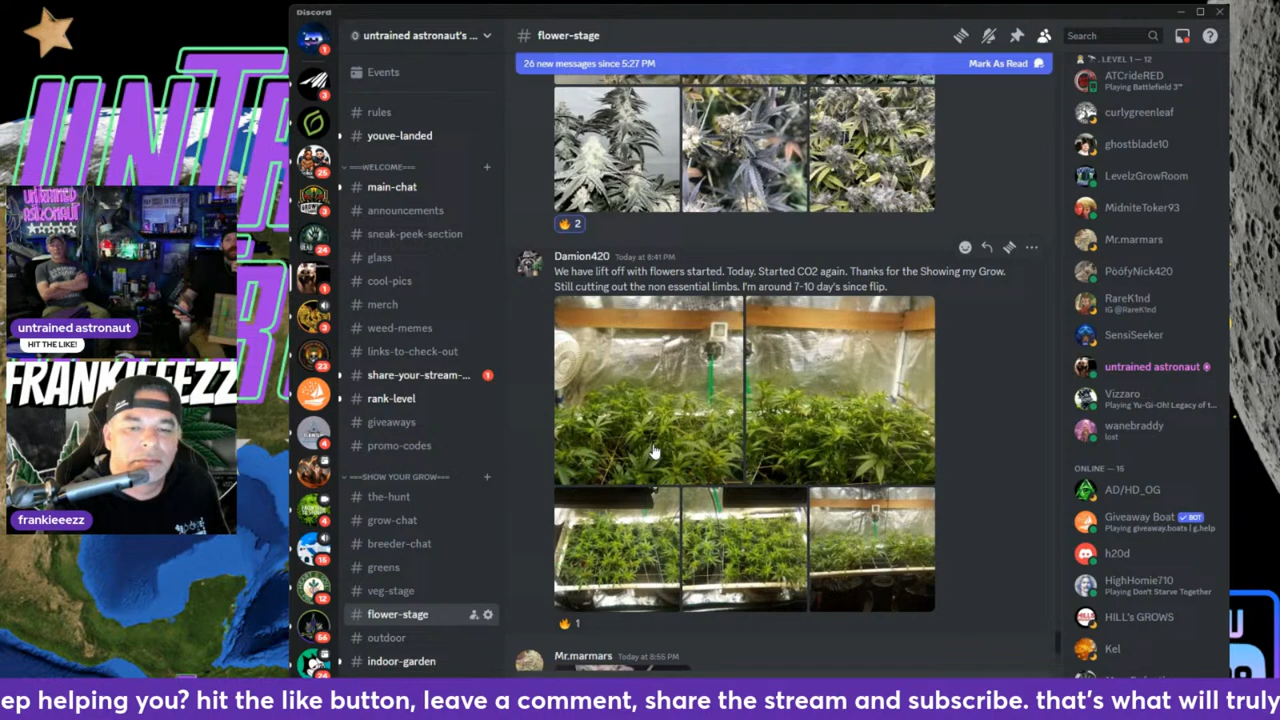 Discord
untrained astronaut's ...
# flower-stage
Search
26 new messages since 5:27 PM
Mark As Read
Events
rules
youve-landed
===WELCOME===
main-chat
announcements
sneak-peek-section
glass
cool-pics
merch
weed-memes
links-to-check-out
share-your-stream-...
1
rank-level
giveaways
promo-codes
===SHOW YOUR GROW===
the-hunt
grow-chat
breeder-chat
greens
veg-stage
flower-stage
outdoor
indoor-garden
2
Damion420 Today at 8:41 PM
We have lift off with flowers started. Today. Started CO2 again. Thanks for the Showing my Grow.
Still cutting out the non essential limbs. I'm around 7-10 day's since flip.
1
Mr.marmars Today at 8:55 PM
LEVEL 1 — 12
ATCrideRED
Playing Battlefield 3™
curlygreenleaf
ghostblade10
LevelzGrowRoom
MidniteToker93
Mr.marmars
PöófyNick420
RareK1nd
IG @RareK1nd
SensiSeeker
untrained astronaut
Vizzaro
Playing Yu-Gi-Oh! Legacy of t...
wanebraddy
lost
ONLINE — 15
AD/HD_OG
Giveaway Boat BOT
Playing giveaway.boats | g.help
h20d
HighHomie710
Playing Don't Starve Together
HILL's GROWS
Kel
untrained astronaut
HIT THE LIKE!
FRANKIEEEZZ
frankieeezz
ep helping you? hit the like button, leave a comment, share the stream and subscribe. that's what will truly